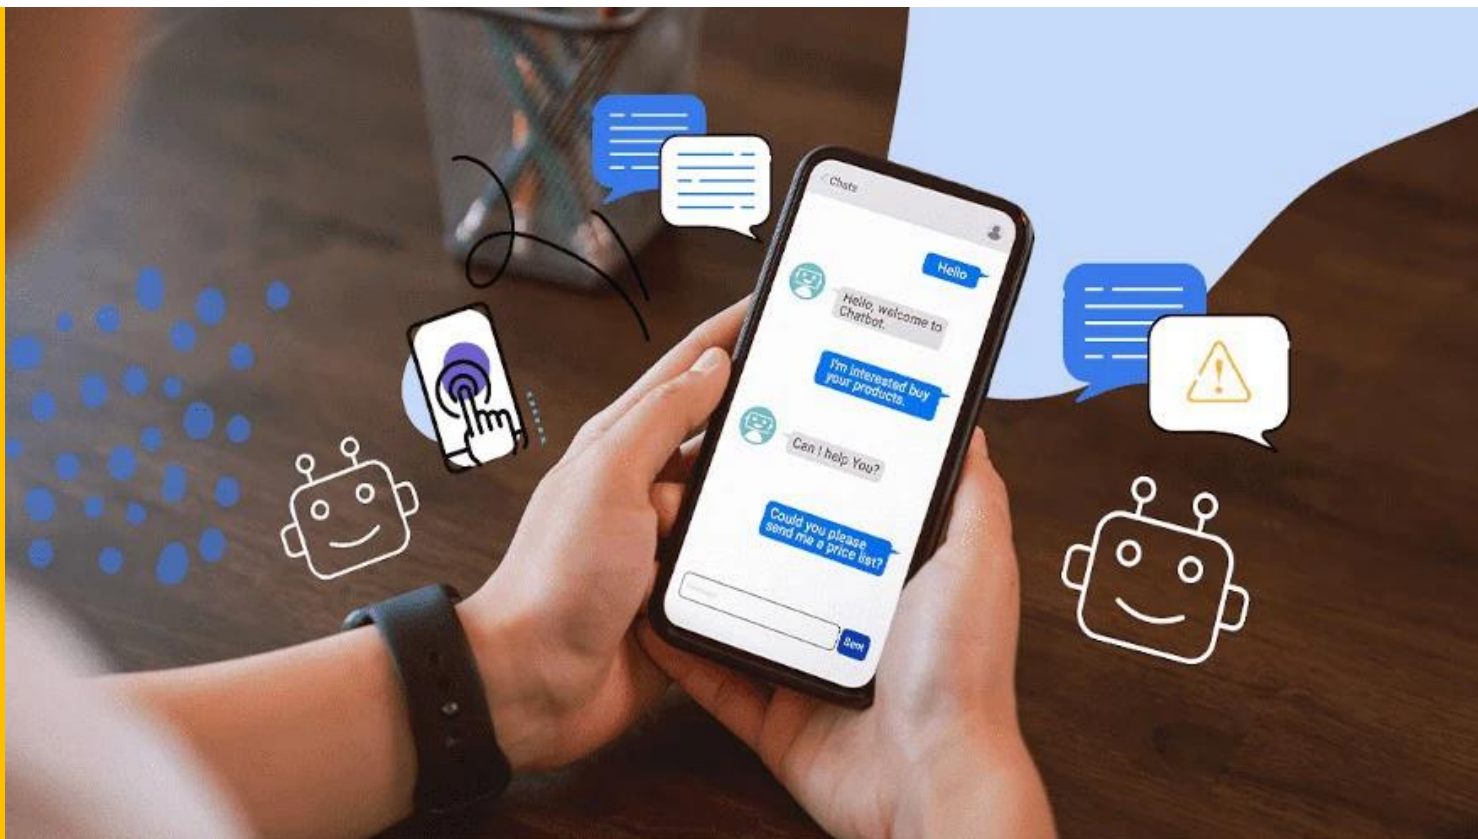 Chats
Hello
Hello, welcome to
Chatbot.
I'm interested buy
your products.
Can I help You?
Could you please
send me a price list?
Sent